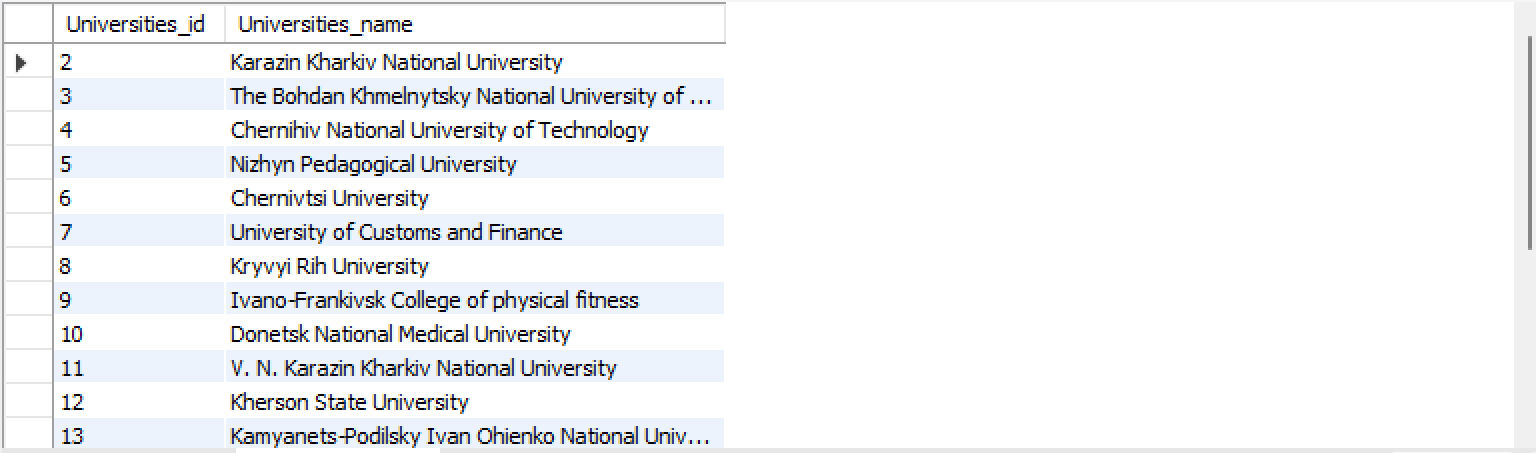 Universities_id Universities_name
2 Karazin Kharkiv National University
3 The Bohdan Khmelnytsky National University of ...
4 Chernihiv National University of Technology
5 Nizhyn Pedagogical University
6 Chernivtsi University
7 University of Customs and Finance
8 Kryvyi Rih University
9 Ivano-Frankivsk College of physical fitness
10 Donetsk National Medical University
11 V. N. Karazin Kharkiv National University
12 Kherson State University
13 Kamyanets-Podilsky Ivan Ohienko National Univ...